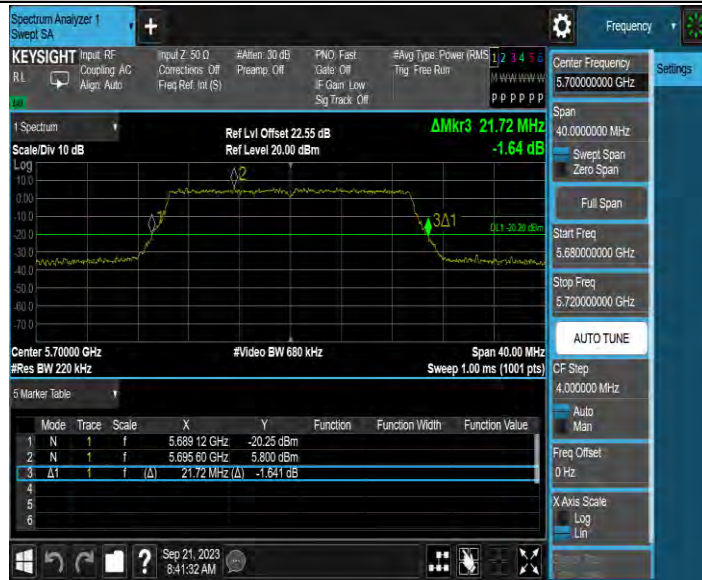 Spectrum Analyzer 1
Swept SA
+
Frequency
KEYSIGHT Input: RF Input Z: 50 Ω #Atten: 30 dB PNO: Fast #Avg Type: Power (RMS 1 2 3 4 5 6
RL Coupling: AC Corrections: Off Preamp: Off Gate: Off Trig: Free Run M W W W W W
Align: Auto Freq Ref: Int (S) IF Gain: Low
Sig Track: Off P P P P P P
1 Spectrum
Ref Lvl Offset 22.55 dB ΔMkr3 21.72 MHz
Scale/Div 10 dB Ref Level 20.00 dBm -1.64 dB
Log
10.0
0.00
-10.0
-20.0
-30.0
-40.0
-50.0
-60.0
-70.0
2
1
3Δ1
DL1 -20.20 dBm
Center 5.70000 GHz #Video BW 680 kHz Span 40.00 MHz
#Res BW 220 kHz Sweep 1.00 ms (1001 pts)
5 Marker Table
Mode Trace Scale X Y Function Function Width Function Value
1 N 1 f 5.689 12 GHz -20.25 dBm
2 N 1 f 5.695 60 GHz 5.800 dBm
3 Δ1 1 f (Δ) 21.72 MHz (Δ) -1.641 dB
4
5
6
? Sep 21, 2023
8:41:32 AM
Center Frequency
5.700000000 GHz
Settings
Span
40.0000000 MHz
Swept Span
Zero Span
Full Span
Start Freq
5.680000000 GHz
Stop Freq
5.720000000 GHz
AUTO TUNE
CF Step
4.000000 MHz
Auto
Man
Freq Offset
0 Hz
X Axis Scale
Log
Lin